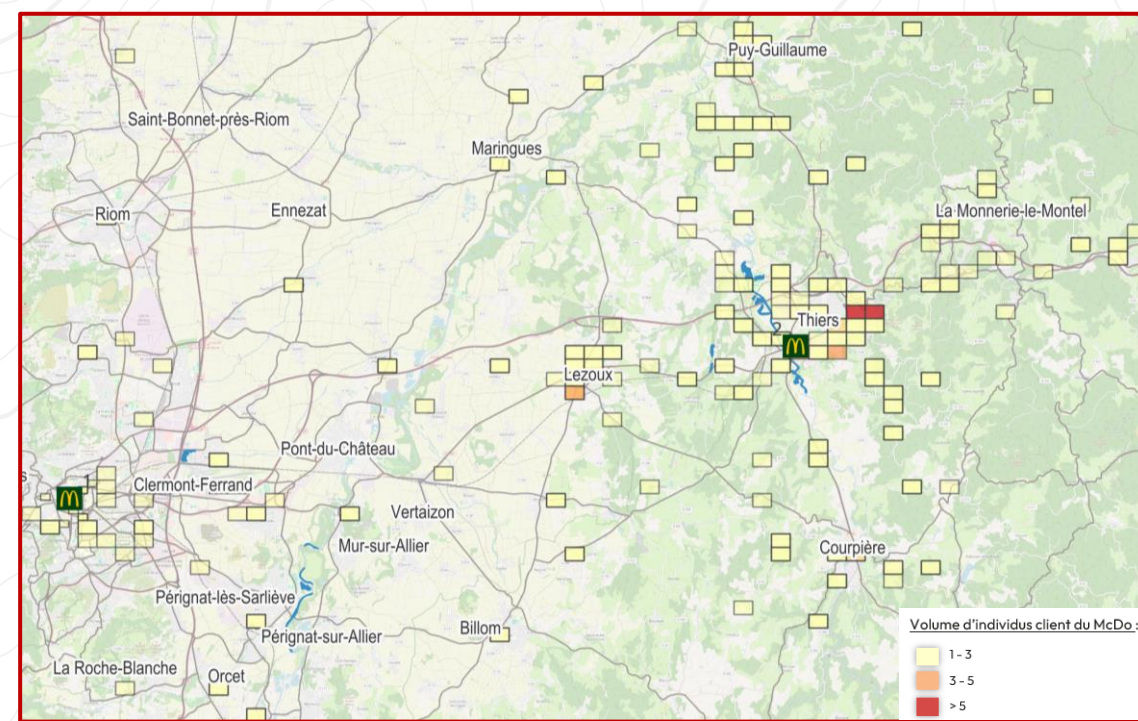 Puy-Guillaume
Saint-Bonnet-près-Riom
Maringues
Riom
Ennezat
La Monnerie-le-Montel
Thiers
Lezoux
Pont-du-Château
s
Clermont-Ferrand
Vertaizon
Mur-sur-Allier
Courpière
Pérignat-lès-Sarliève
Pérignat-sur-Allier
Billom
La Roche-Blanche
Orcet
Volume d'individus client du McDo :
1 - 3
3 - 5
> 5